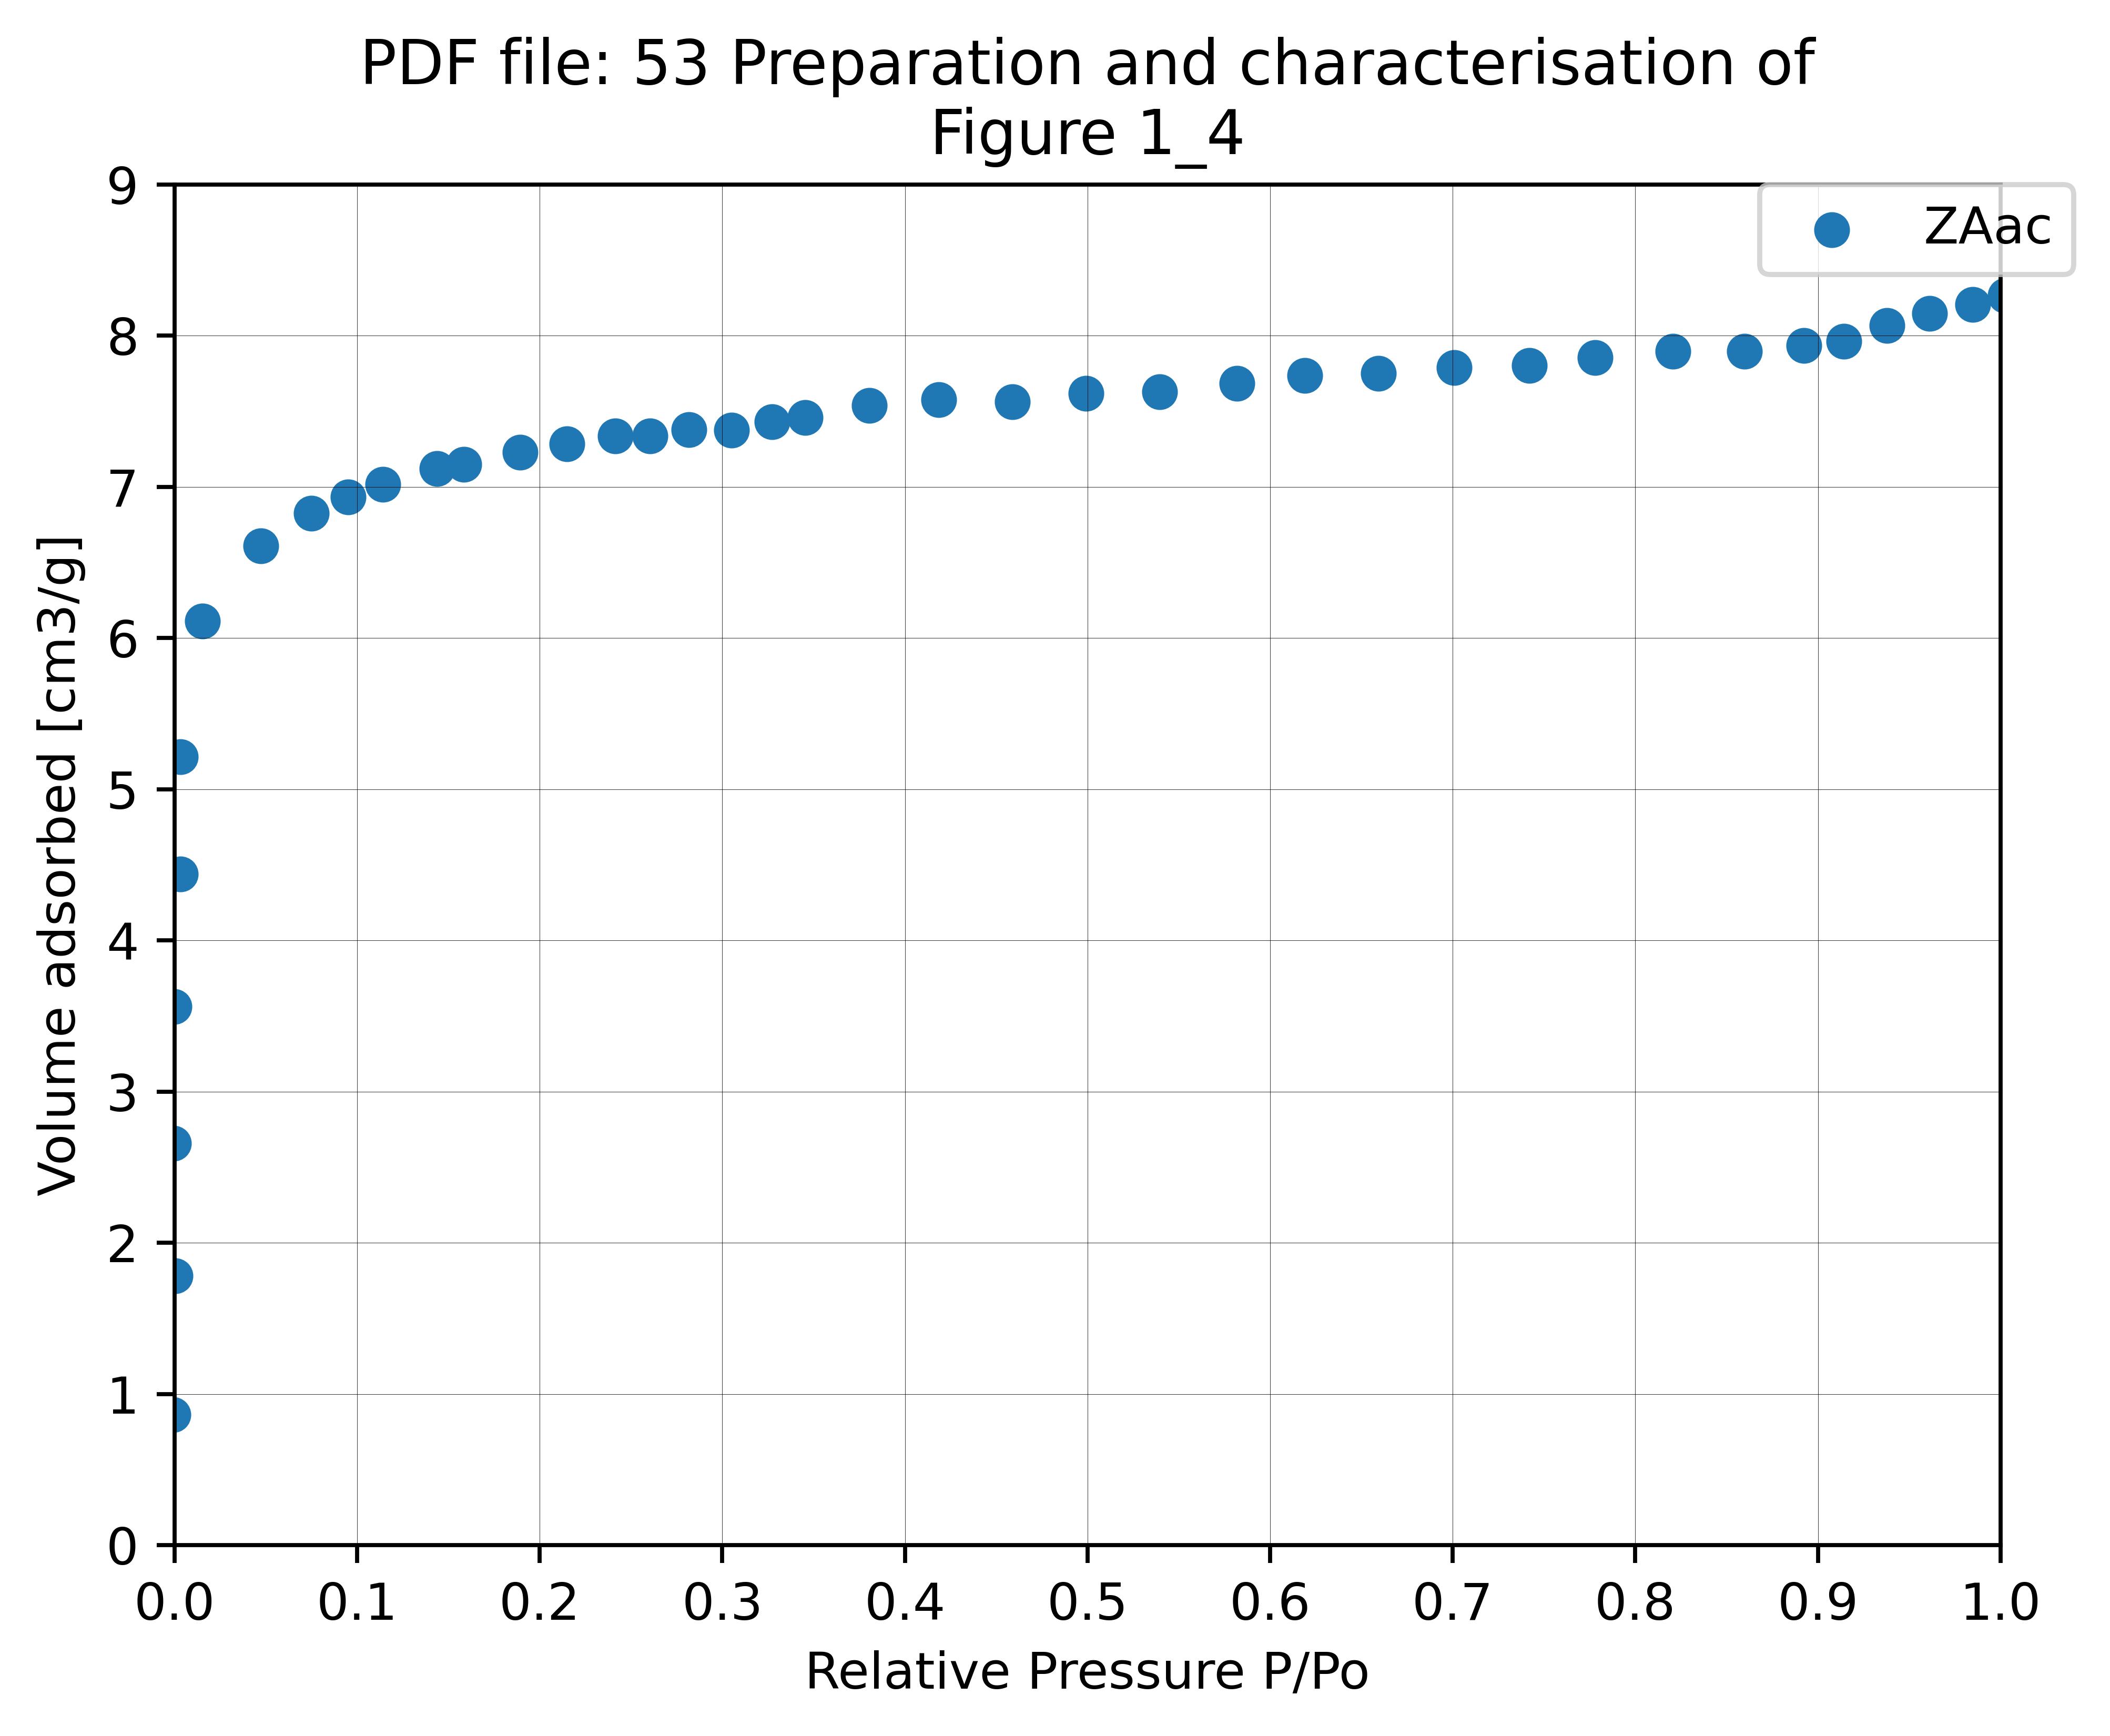 PDF file: 53 Preparation and characterisation of
Figure 1_4
ZAac
Volume adsorbed [cm3/g]
9
8
7
6
5
4
3
2
1
0
0.0 0.1 0.2 0.3 0.4 0.5 0.6 0.7 0.8 0.9 1.0
Relative Pressure P/Po